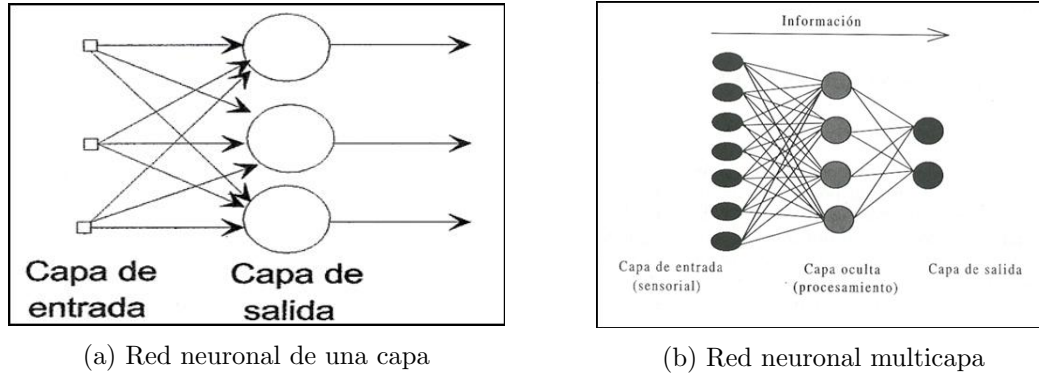 Capa de
entrada
Capa de
salida
(a) Red neuronal de una capa
Información
Capa de entrada
(sensorial)
Capa oculta
(procesamiento)
Capa de salida
(b) Red neuronal multicapa